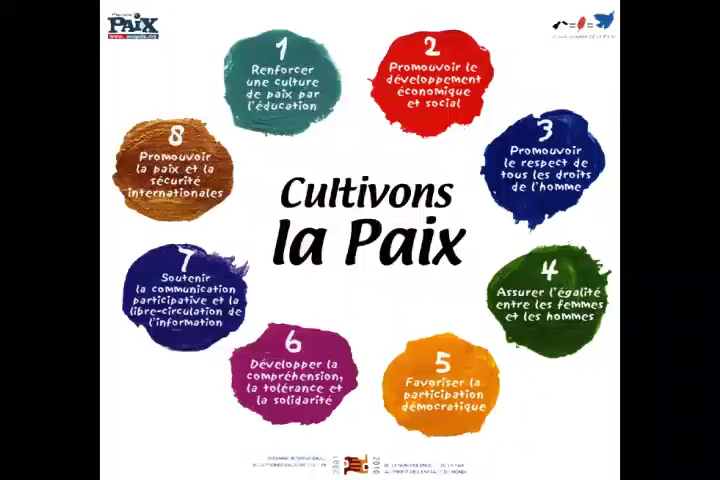 PAIX
1
Renforcer
une culture
de paix par
l'éducation
2
Promouvoir le
développement
économique
et social
3
Promouvoir
le respect de
tous les droits
de l'homme
4
Assurer l'égalité
entre les femmes
et les hommes
5
Favoriser la
participation
démocratique
6
Développer la
compréhension,
la tolérance et
la solidarité
7
Soutenir
la communication
participative et la
libre-circulation de
l'information
8
Promouvoir
la paix et la
sécurité
internationales
Cultivons
la Paix
2001
2010